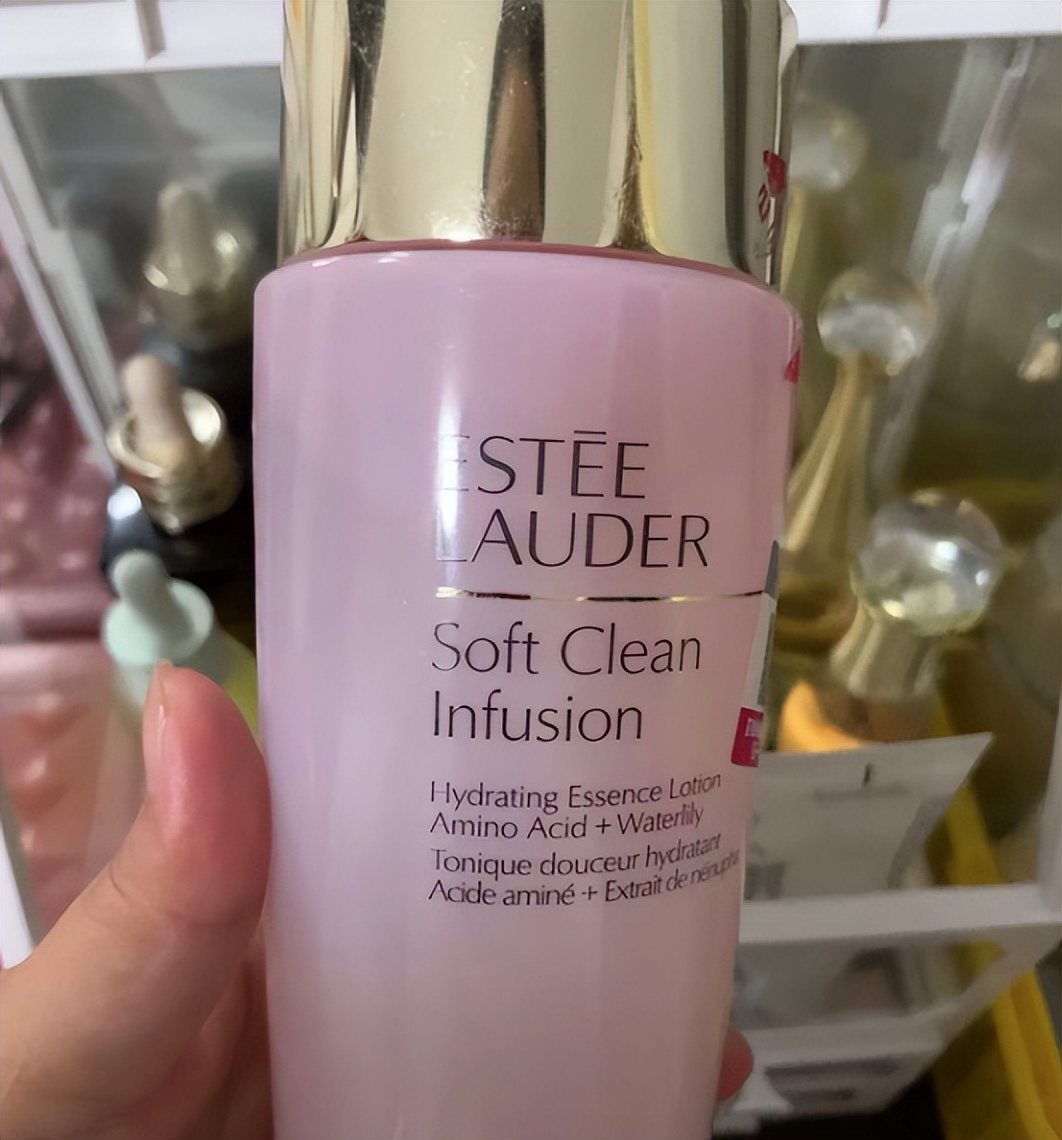 ESTĒE
LAUDER
Soft Clean
Infusion
Hydrating Essence Lotion
Amino Acid + Waterlily
Tonique douceur hydratant
Acide aminé + Extrait de